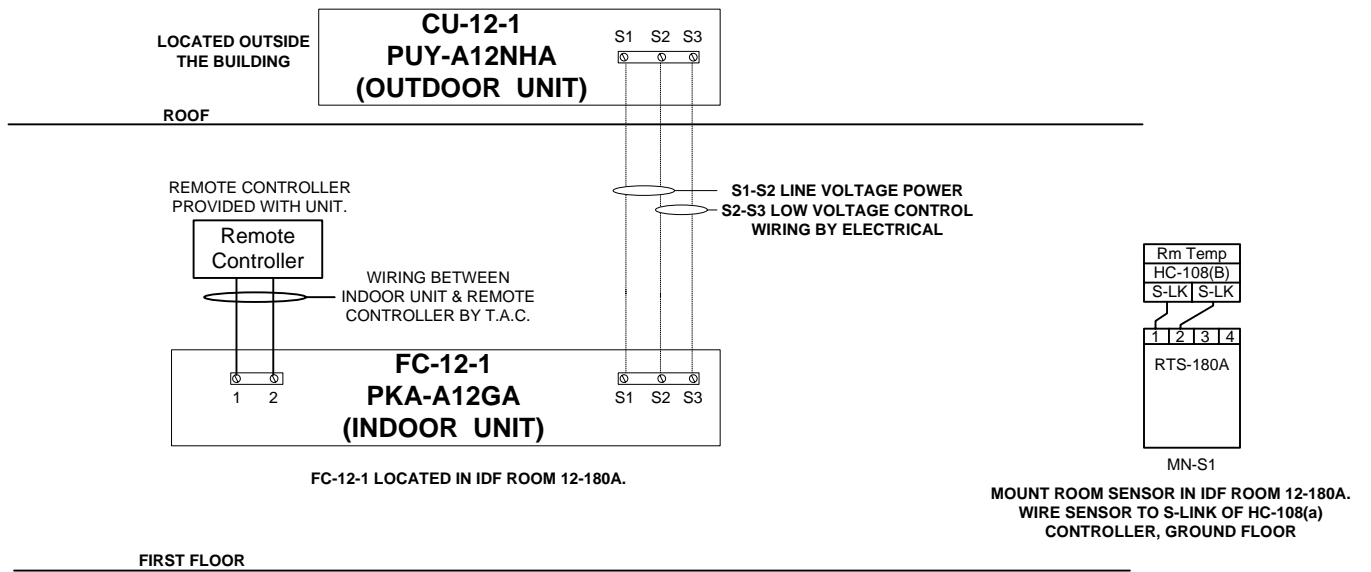 LOCATED OUTSIDE
THE BUILDING
CU-12-1
PUY-A12NHA
(OUTDOOR UNIT)
S1 S2 S3
ROOF
REMOTE CONTROLLER
PROVIDED WITH UNIT.
Remote
Controller
WIRING BETWEEN
INDOOR UNIT & REMOTE
CONTROLLER BY T.A.C.
S1-S2 LINE VOLTAGE POWER
S2-S3 LOW VOLTAGE CONTROL
WIRING BY ELECTRICAL
FC-12-1
PKA-A12GA
(INDOOR UNIT)
1 2
S1 S2 S3
FC-12-1 LOCATED IN IDF ROOM 12-180A.
Rm Temp
HC-108(B)
S-LK S-LK
1 2 3 4
RTS-180A
MN-S1
MOUNT ROOM SENSOR IN IDF ROOM 12-180A.
WIRE SENSOR TO S-LINK OF HC-108(a)
CONTROLLER, GROUND FLOOR
FIRST FLOOR